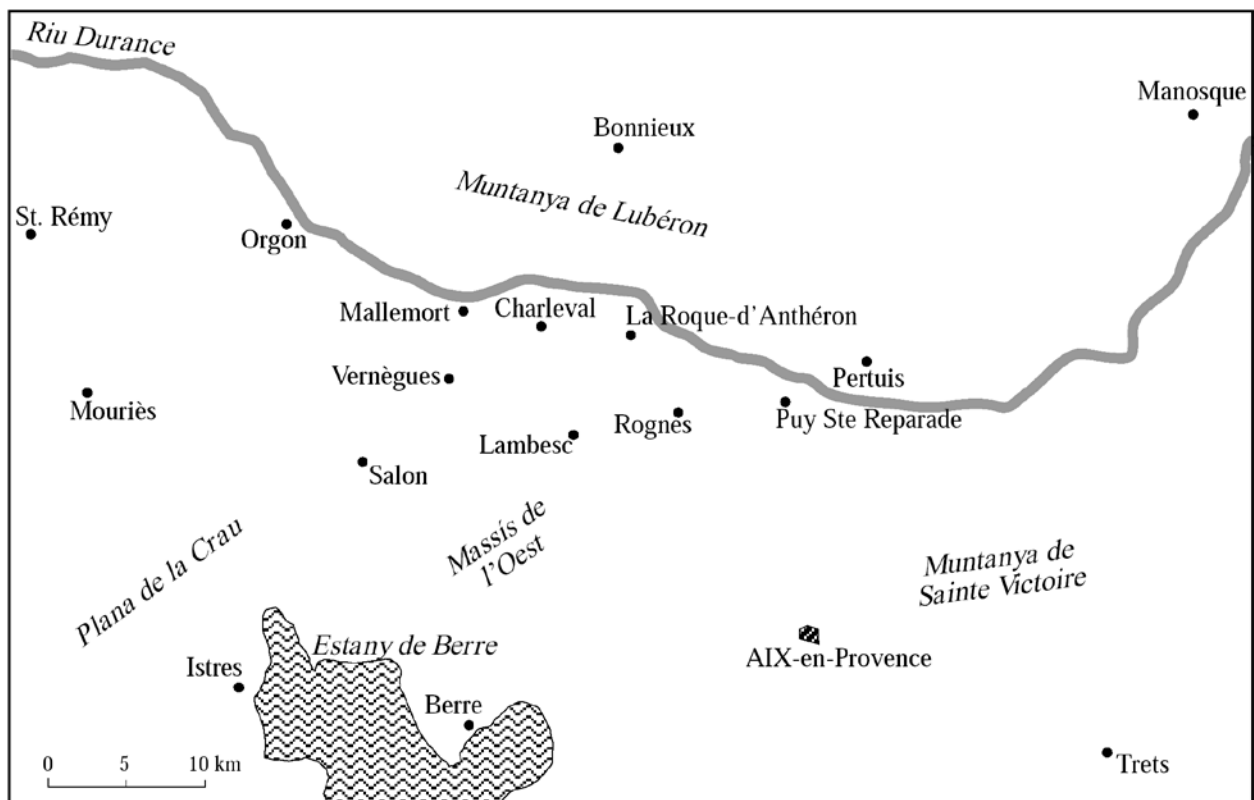 Riu Durance
Manosque
Bonnieux
Muntanya de Lubéron
St. Rémy
Orgon
Mallemort
Charleval
La Roque-d'Anthéron
Vernègues
Pertuis
Mouriès
Rognes
Puy Ste Reparade
Lambesc
Salon
Plana de la Crau
Massís de
l'Oest
Muntanya de
Sainte Victoire
Estany de Berre
AIX-en-Provence
Istres
Berre
0 5 10 km
Trets